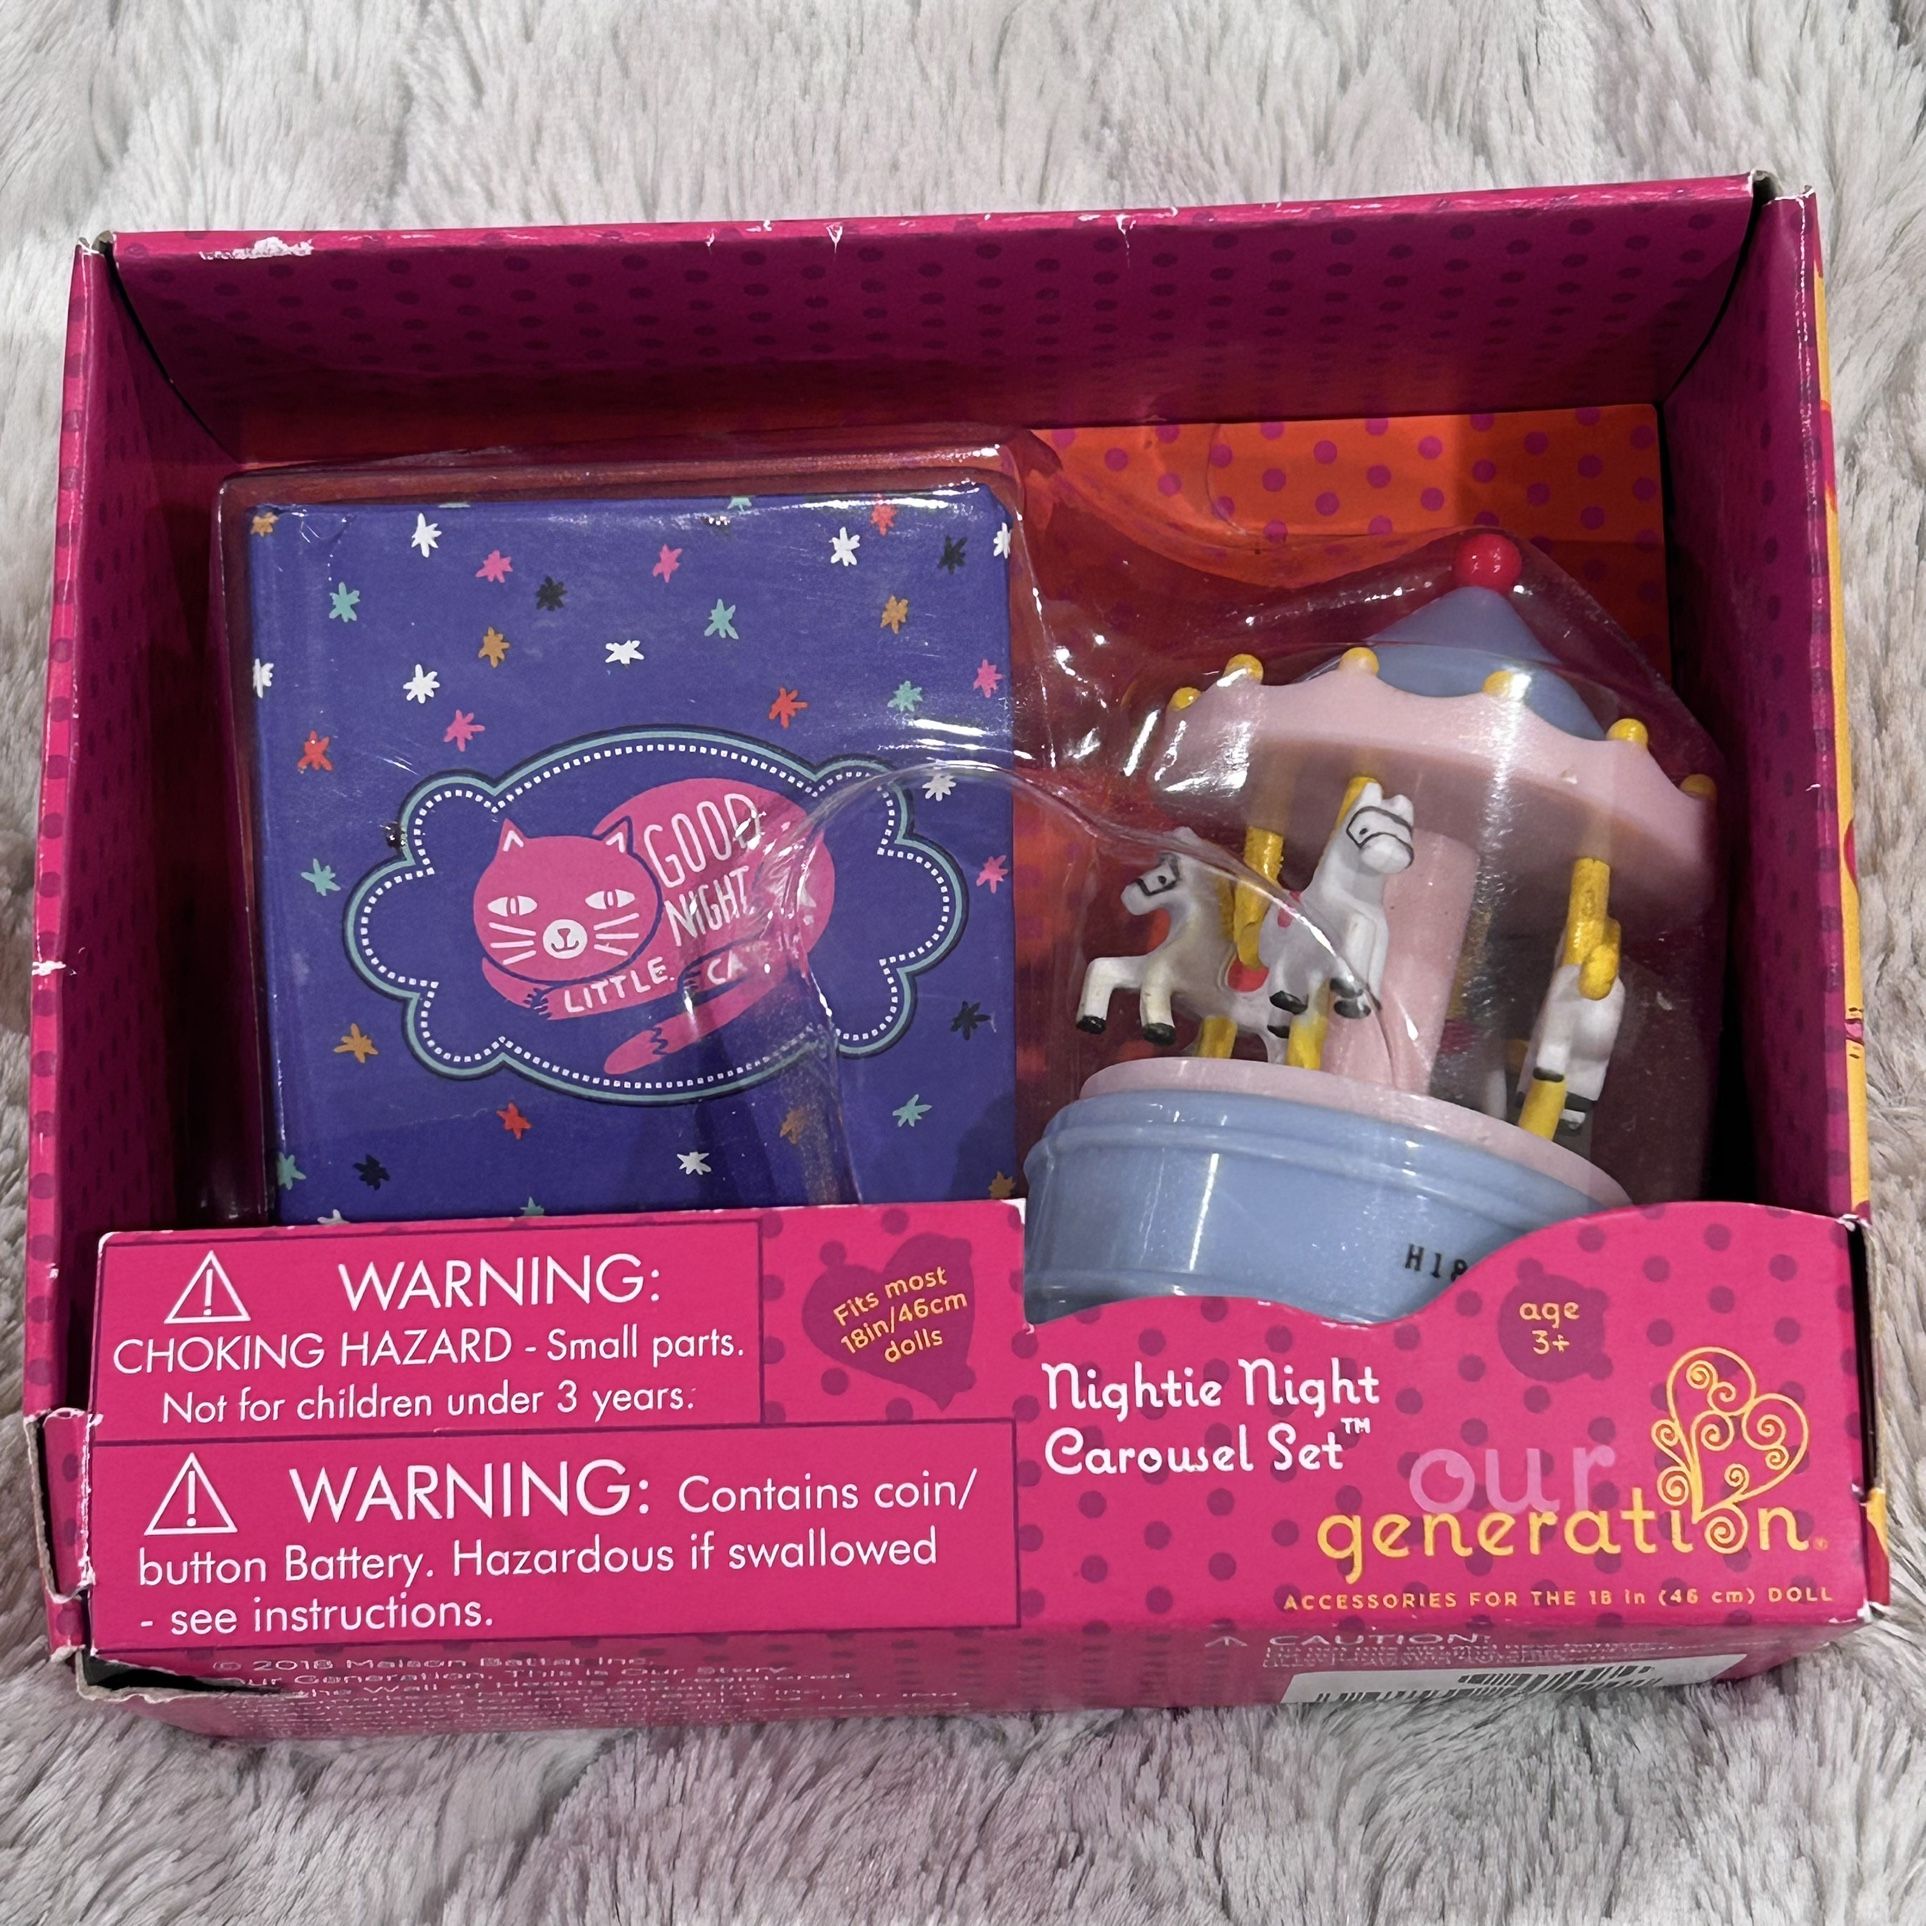 GOOD
NIGHT
LITTLE CA
H18
WARNING:
CHOKING HAZARD - Small parts.
Not for children under 3 years.
Fits most
18in/46cm
dolls
age
3+
Nightie Night
Carousel Set™
our
generation®
ACCESSORIES FOR THE 18 in (46 cm) DOLL
WARNING: Contains coin/
button Battery. Hazardous if swallowed
- see instructions.
© 2018 Maison Battat Inc.
CAUTION: